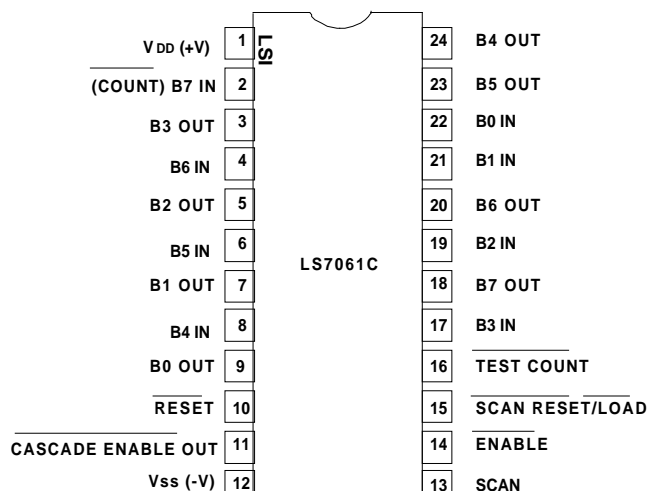 VDD (+V) 1 LSI 24 B4 OUT
(COUNT) B7 IN 2 23 B5 OUT
B3 OUT 3 22 B0 IN
B6 IN 4 21 B1 IN
B2 OUT 5 20 B6 OUT
B5 IN 6 19 B2 IN
LS7061C
B1 OUT 7 18 B7 OUT
B4 IN 8 17 B3 IN
B0 OUT 9 16 TEST COUNT
RESET 10 15 SCAN RESET/LOAD
CASCADE ENABLE OUT 11 14 ENABLE
Vss (-V) 12 13 SCAN